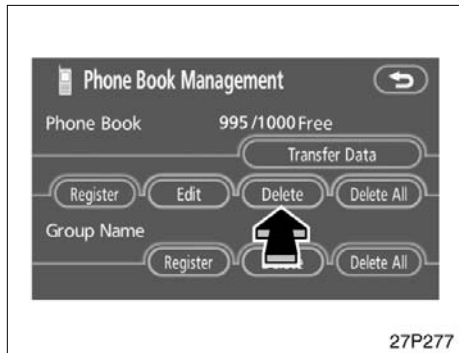 Phone Book Management
Phone Book 995/1000 Free
Transfer Data
Register Edit Delete Delete All
Group Name
Register Delete Delete All
27P277